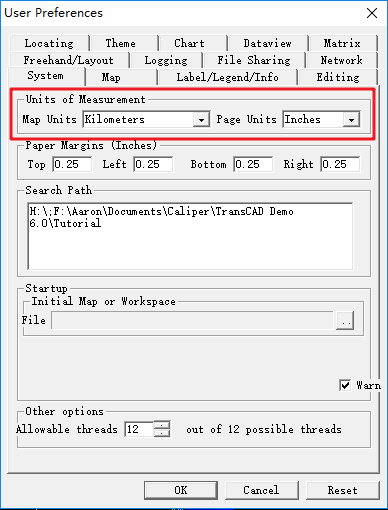 User Preferences
Locating Theme Chart Dataview Matrix
Freehand/Layout Logging File Sharing Network
System Map Label/Legend/Info Editing
Units of Measurement
Map Units Kilometers Page Units Inches
Paper Margins (Inches)
Top 0.25 Left 0.25 Bottom 0.25 Right 0.25
Search Path
H:\;F:\Aaron\Documents\Caliper\TransCAD Demo
6.0\Tutorial
Startup
Initial Map or Workspace
File ..
Warn
Other options
Allowable threads 12 out of 12 possible threads
OK Cancel Reset